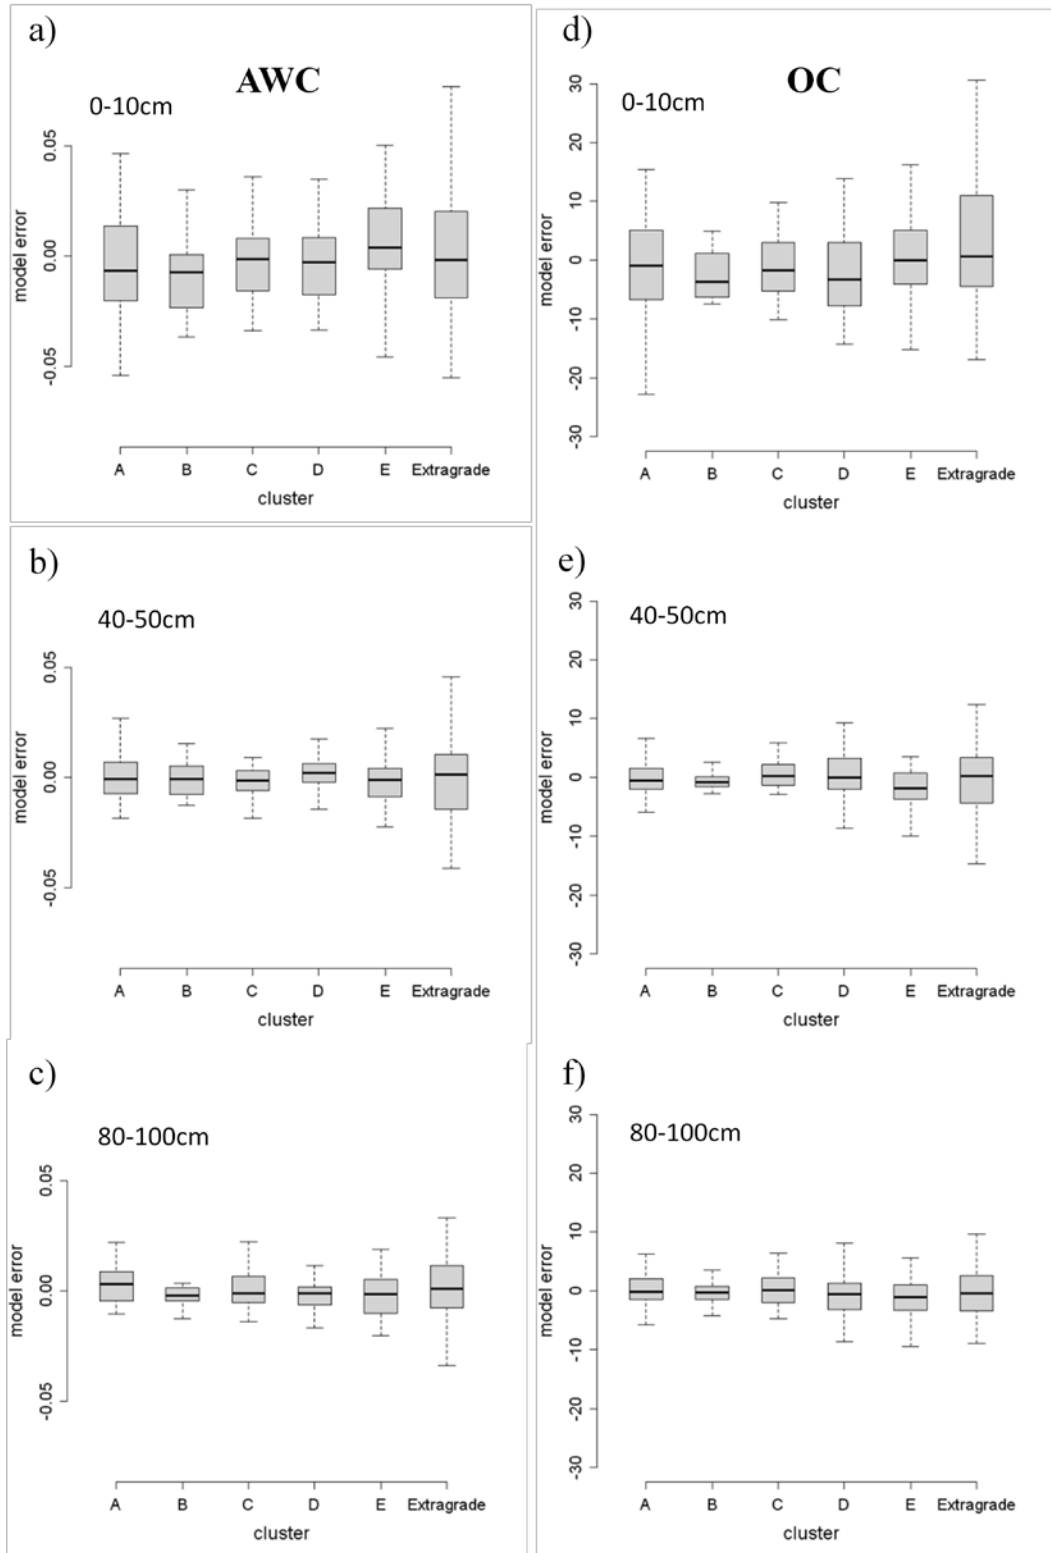 a)
AWC
0-10cm
0.05
0.00
-0.05
model error
A B C D E Extragrade
cluster
d)
OC
0-10cm
30
20
10
0
-10
-20
-30
model error
A B C D E Extragrade
cluster
b)
40-50cm
0.05
0.00
-0.05
model error
A B C D E Extragrade
cluster
e)
40-50cm
30
20
10
0
-10
-20
-30
model error
A B C D E Extragrade
cluster
c)
80-100cm
0.05
0.00
-0.05
model error
A B C D E Extragrade
cluster
f)
80-100cm
30
20
10
0
-10
-20
-30
model error
A B C D E Extragrade
cluster